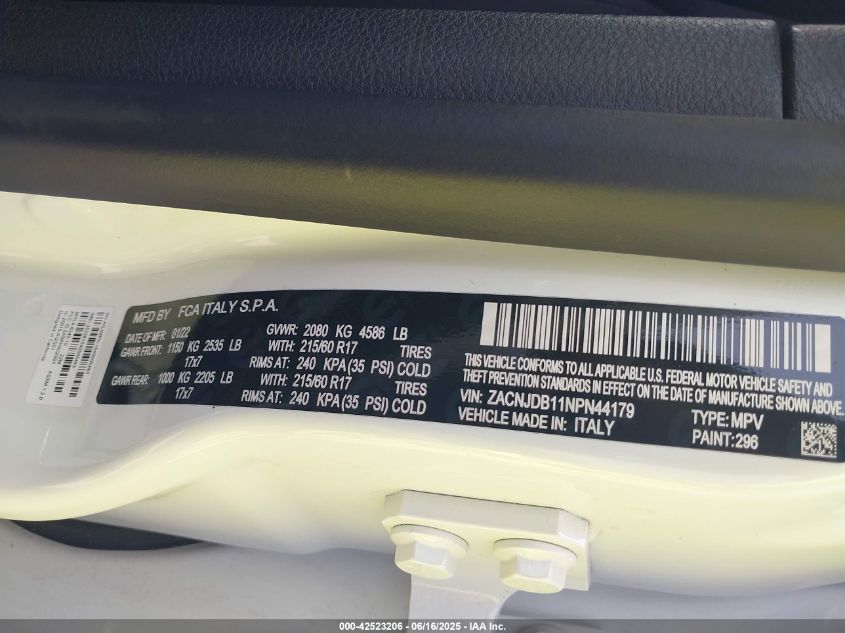 MFD BY FCA ITALY S.P.A.
DATE OF MFR 01/22 GVWR: 2080 KG 4586 LB
GAWR FRONT: 1150 KG 2535 LB WITH: 215/60 R17 TIRES
17x7 RIMS AT: 240 KPA (35 PSI) COLD
GAWR REAR: 1000 KG 2205 LB WITH: 215/60 R17 TIRES
17x7 RIMS AT: 240 KPA (35 PSI) COLD
THIS VEHICLE CONFORMS TO ALL APPLICABLE U.S. FEDERAL MOTOR VEHICLE SAFETY AND
THEFT PREVENTION STANDARDS IN EFFECT ON THE DATE OF MANUFACTURE SHOWN ABOVE.
VIN: ZACNJDB11NPN44179 TYPE: MPV
VEHICLE MADE IN: ITALY PAINT: 296
000-42523206 - 06/16/2025 - IAA Inc.